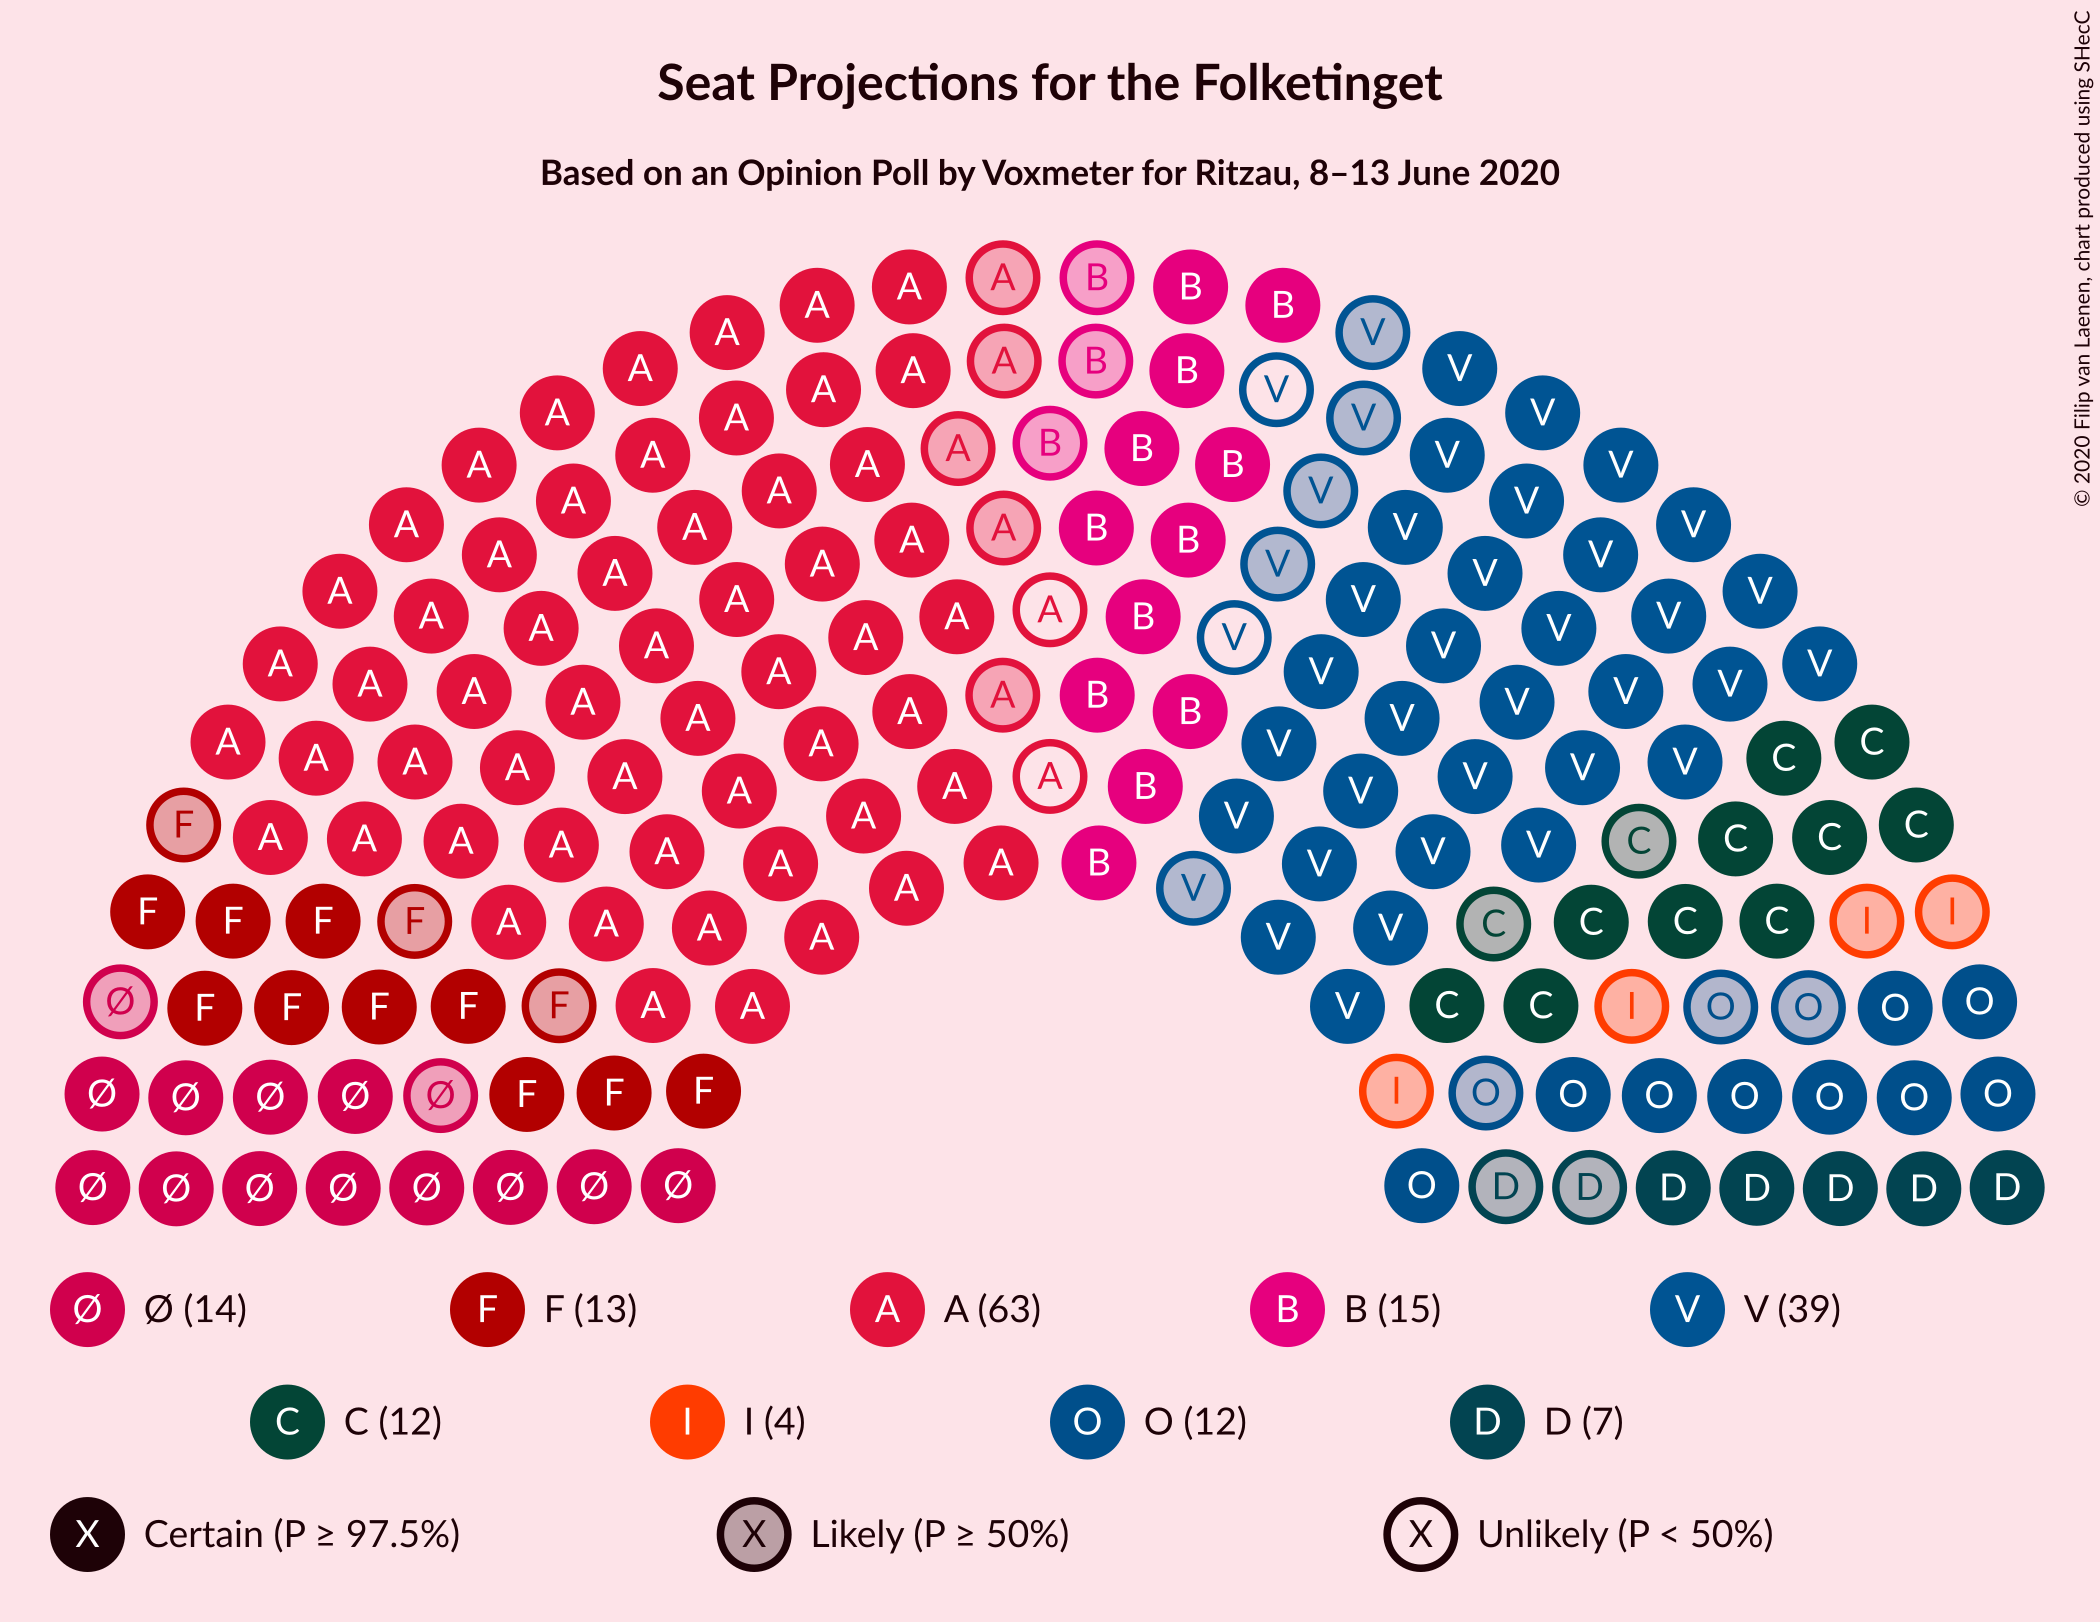 Seat Projections for the Folketinget
Based on an Opinion Poll by Voxmeter for Ritzau, 8–13 June 2020
© 2020 Filip van Laenen, chart produced using SHecC
A A A B B B
A A A A B B V V
A A A V V V
A A A A B B B V V
A A A A A B V V V V
A A A A B V V V
A A A A A A A B V V V V V
A A A A A A A A A B B V V V V V V V
A A A A A A A A A B V V V V V C C
F A A A A A A A A A B V V V V V C C C C
F F F F A A A A V V C C C C I I
Ø F F F F F A A V C C I O O O O
Ø Ø Ø Ø Ø F F F I O O O O O O O
Ø Ø Ø Ø Ø Ø Ø Ø O D D D D D D D
Ø Ø (14) F F (13) A A (63) B B (15) V V (39)
C C (12) I I (4) O O (12) D D (7)
X Certain (P ≥ 97.5%) X Likely (P ≥ 50%) X Unlikely (P < 50%)